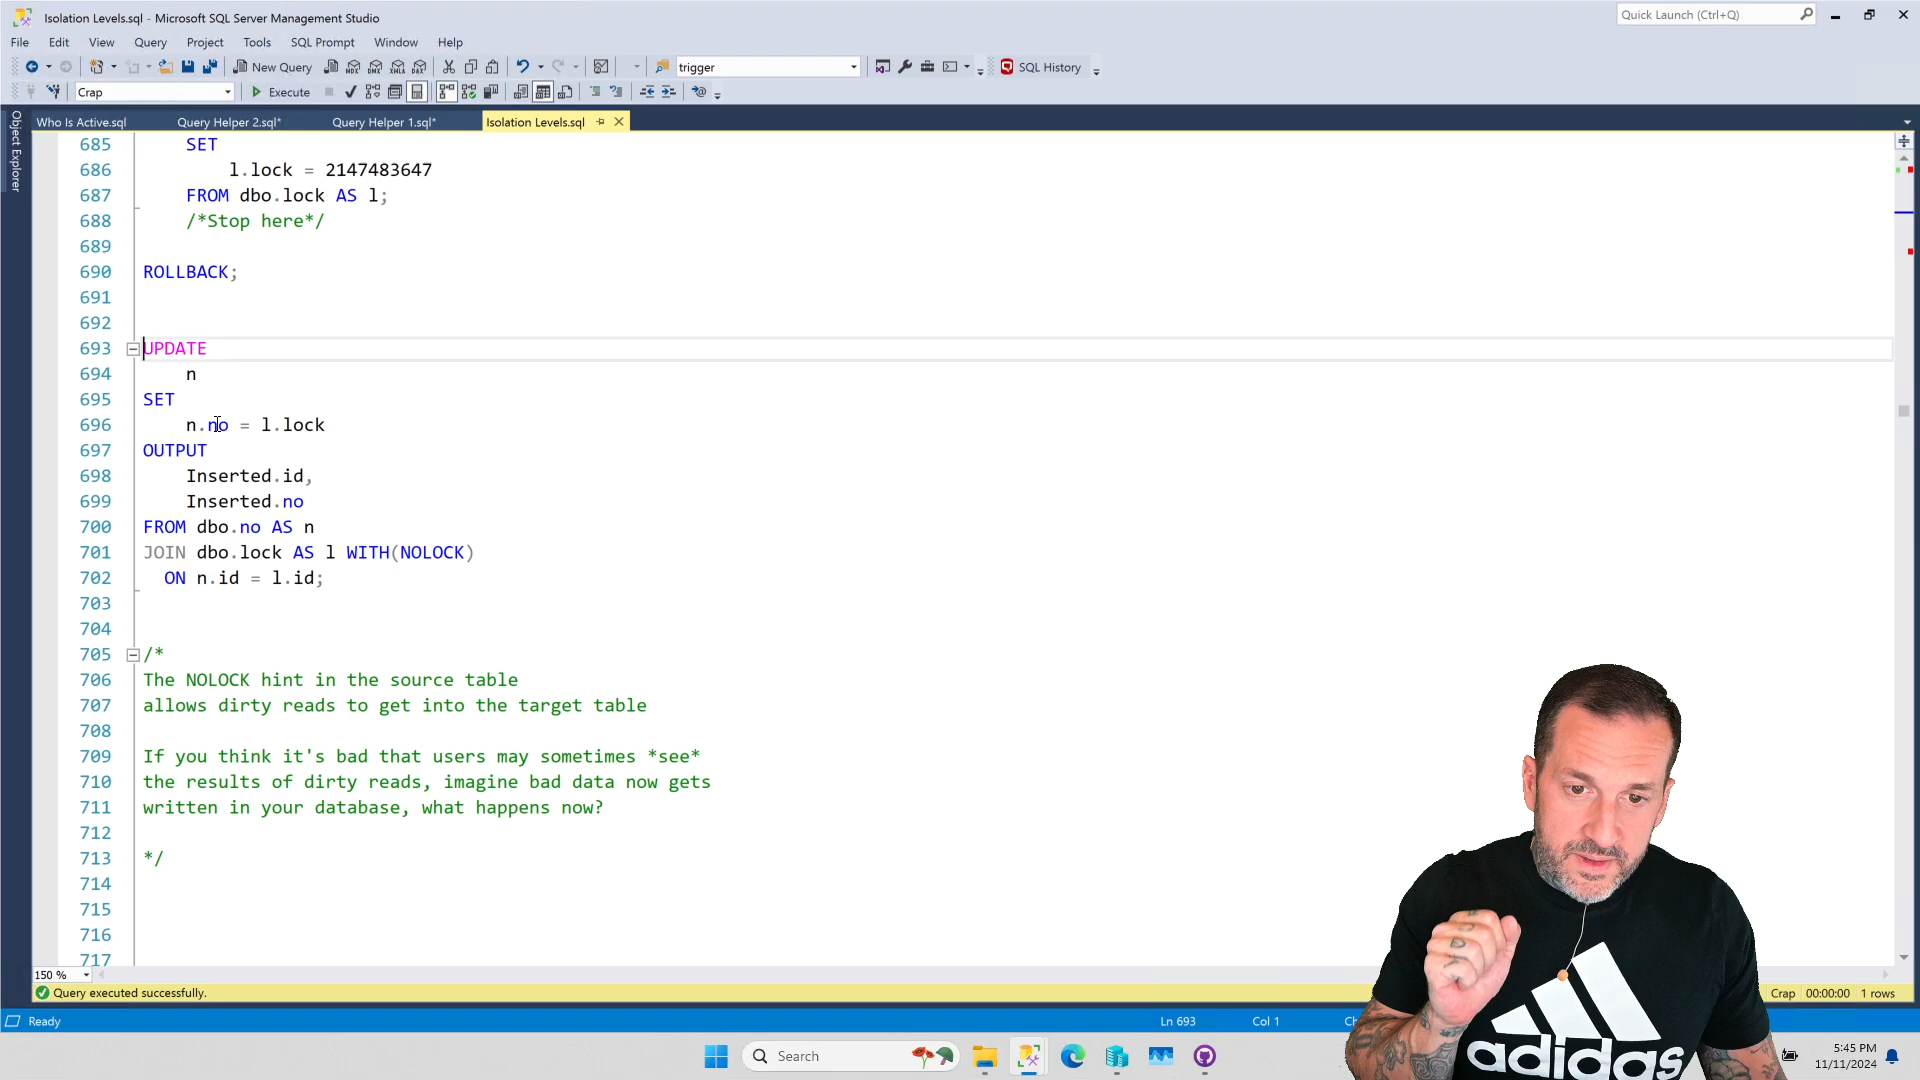 Isolation Levels.sql - Microsoft SQL Server Management Studio
Quick Launch (Ctrl+Q)
File Edit View Query Project Tools SQL Prompt Window Help
New Query MDX DMX XMLA DAX trigger SQL History
Crap Execute
Who Is Active.sql Query Helper 2.sql* Query Helper 1.sql* Isolation Levels.sql
Object Explorer
685 SET
686 l.lock = 2147483647
687 FROM dbo.lock AS l;
688 /*Stop here*/
689
690 ROLLBACK;
691
692
693 UPDATE
694 n
695 SET
696 n.no = l.lock
697 OUTPUT
698 Inserted.id,
699 Inserted.no
700 FROM dbo.no AS n
701 JOIN dbo.lock AS l WITH(NOLOCK)
702 ON n.id = l.id;
703
704
705 /*
706 The NOLOCK hint in the source table
707 allows dirty reads to get into the target table
708
709 If you think it's bad that users may sometimes *see*
710 the results of dirty reads, imagine bad data now gets
711 written in your database, what happens now?
712
713 */
714
715
716
717
150 %
Query executed successfully. Crap 00:00:00 1 rows
Ready Ln 693 Col 1
adidas
Search
5:45 PM
11/11/2024